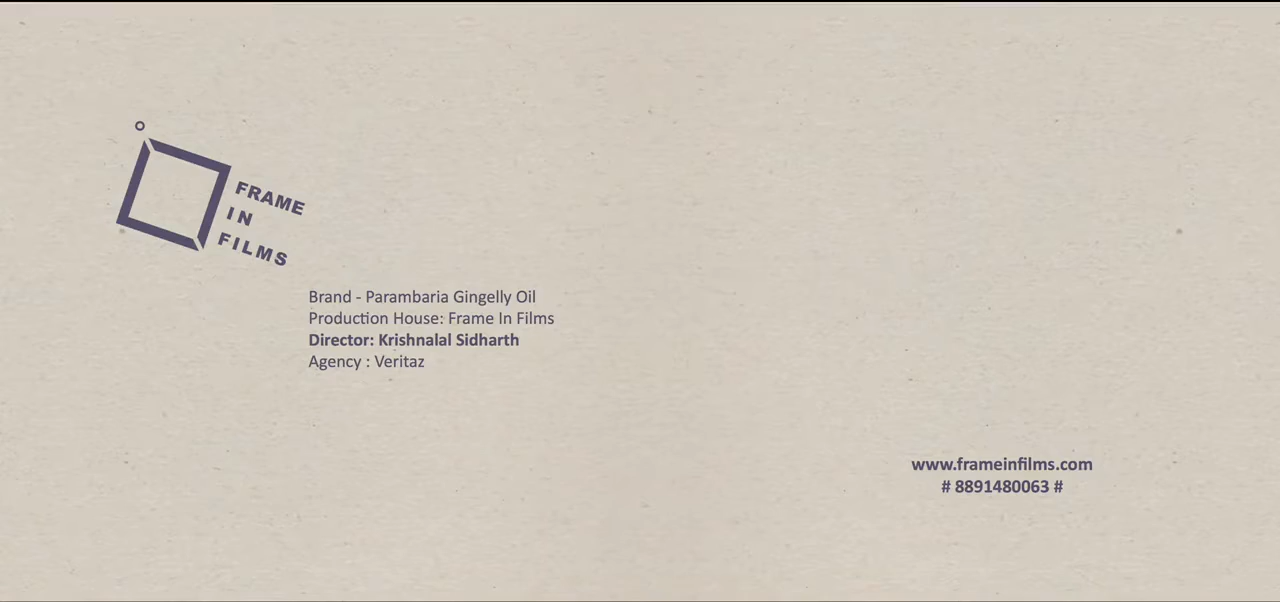 FRAME
IN
FILMS
Brand - Parambaria Gingelly Oil
Production House: Frame In Films
Director: Krishnalal Sidharth
Agency : Veritaz
www.frameinfilms.com
# 8891480063 #